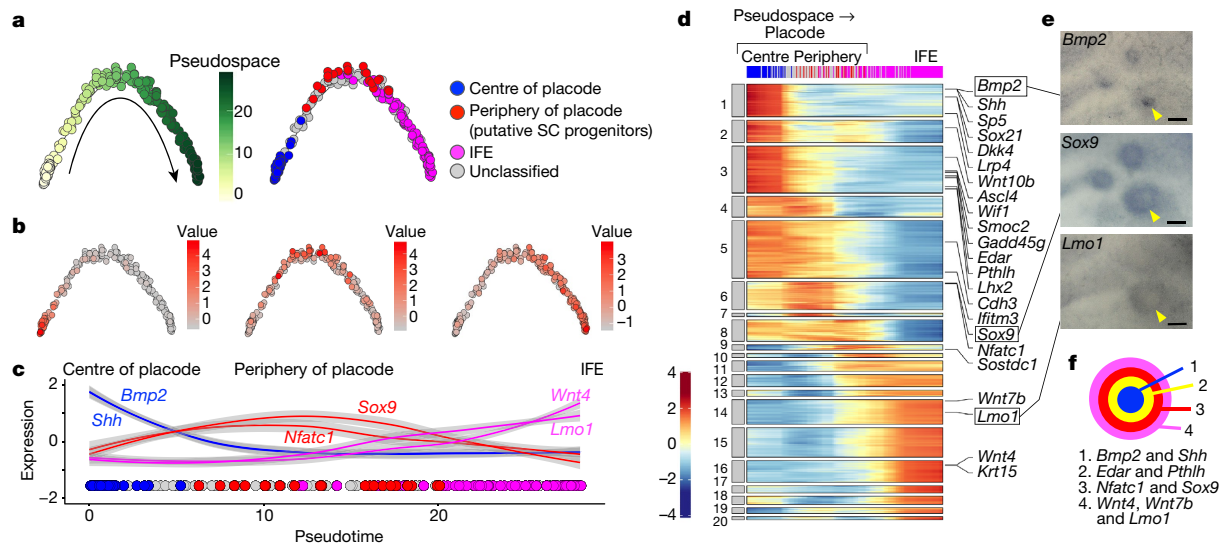 a
Pseudospace
30
20
10
0
Centre of placode
Periphery of placode
(putative SC progenitors)
IFE
Unclassified
b
Value
4
3
2
1
0
Value
4
3
2
1
0
Value
4
3
2
1
0
−1
c
Centre of placode
Periphery of placode
IFE
Expression
2
0
−2
Bmp2
Shh
Sox9
Nfatc1
Wnt4
Lmo1
0
10
20
Pseudotime
d
Pseudospace →
Placode
Centre Periphery
IFE
1
2
3
4
5
6
7
8
9
10
11
12
13
14
15
16
17
18
19
20
4
2
0
−2
−4
Bmp2
Shh
Sp5
Sox21
Dkk4
Lrp4
Wnt10b
Ascl4
Wif1
Smoc2
Gadd45g
Edar
Pthlh
Lhx2
Cdh3
Ifitm3
Sox9
Nfatc1
Sostdc1
Wnt7b
Lmo1
Wnt4
Krt15
e
Bmp2
Sox9
Lmo1
f
1
2
3
4
1. Bmp2 and Shh
2. Edar and Pthlh
3. Nfatc1 and Sox9
4. Wnt4, Wnt7b
and Lmo1